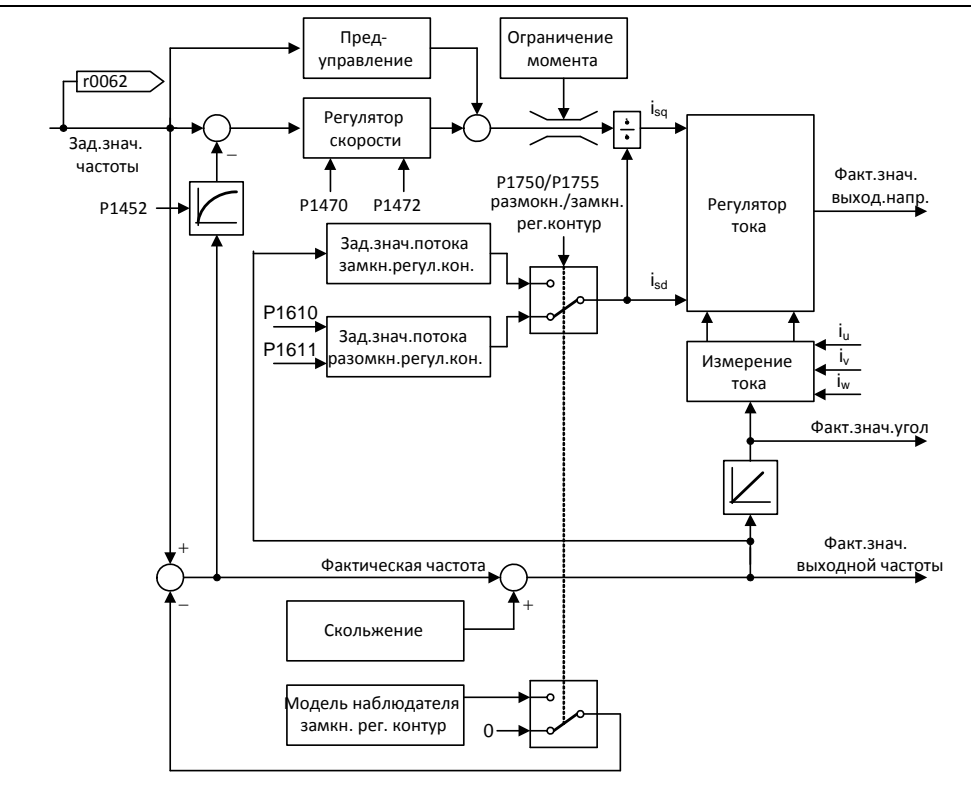 Пред-
управление
Ограничение
момента
r0062
Регулятор
скорости
isq
Зад.знач.
частоты
–
P1452
P1470
P1472
P1750/P1755
размокн./замкн.
рег.контур
Регулятор
тока
Факт.знач.
выход.напр.
Зад.знач.потока
замкн.регул.кон.
isd
P1610
P1611
Зад.знач.потока
разомкн.регул.кон.
Измерение
тока
iu
iv
iw
Факт.знач.угол
+
–
Фактическая частота
+
Факт.знач.
выходной частоты
Скольжение
Модель наблюдателя
замкн. рег. контур
0